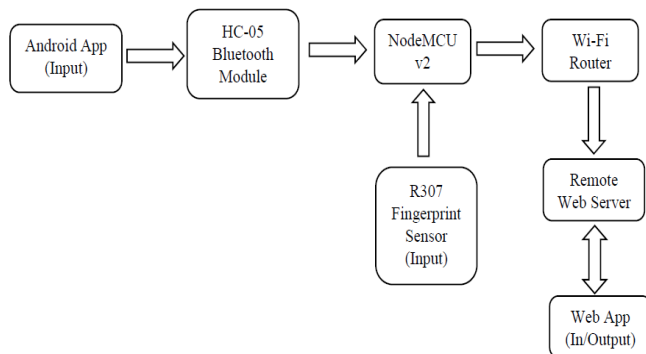 Android App
(Input)
HC-05
Bluetooth
Module
NodeMCU
v2
Wi-Fi
Router
R307
Fingerprint
Sensor
(Input)
Remote
Web Server
Web App
(In/Output)